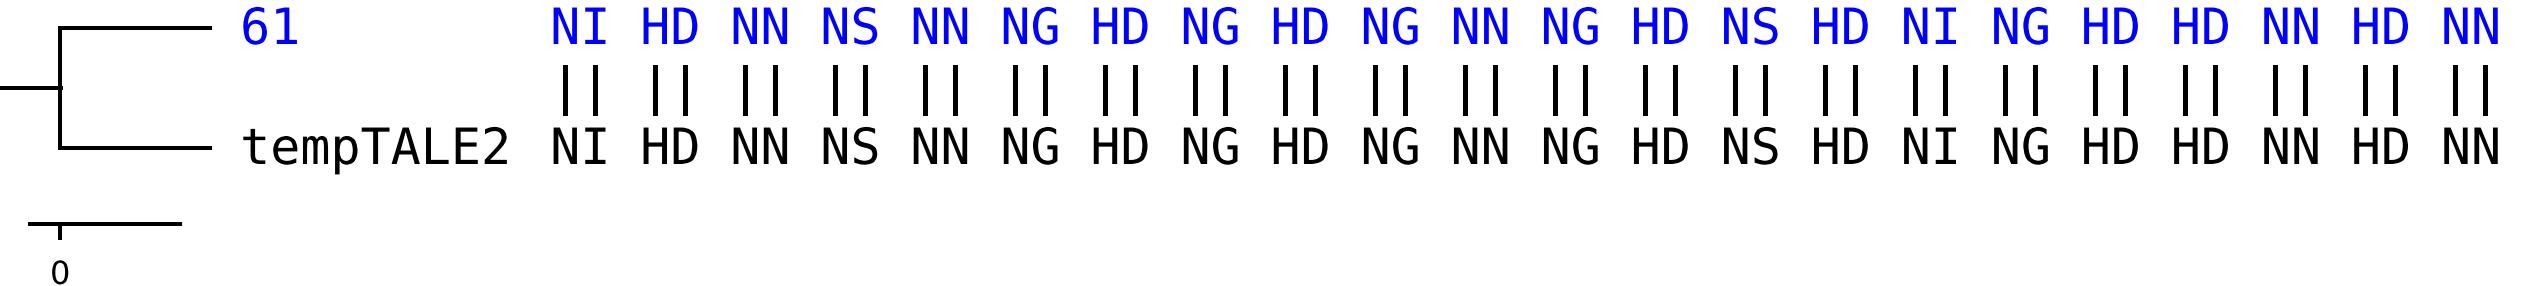 61 NI HD NN NS NN NG HD NG HD NG NN NG HD NS HD NI NG HD HD NN HD NN
tempTALE2 NI HD NN NS NN NG HD NG HD NG NN NG HD NS HD NI NG HD HD NN HD NN
0